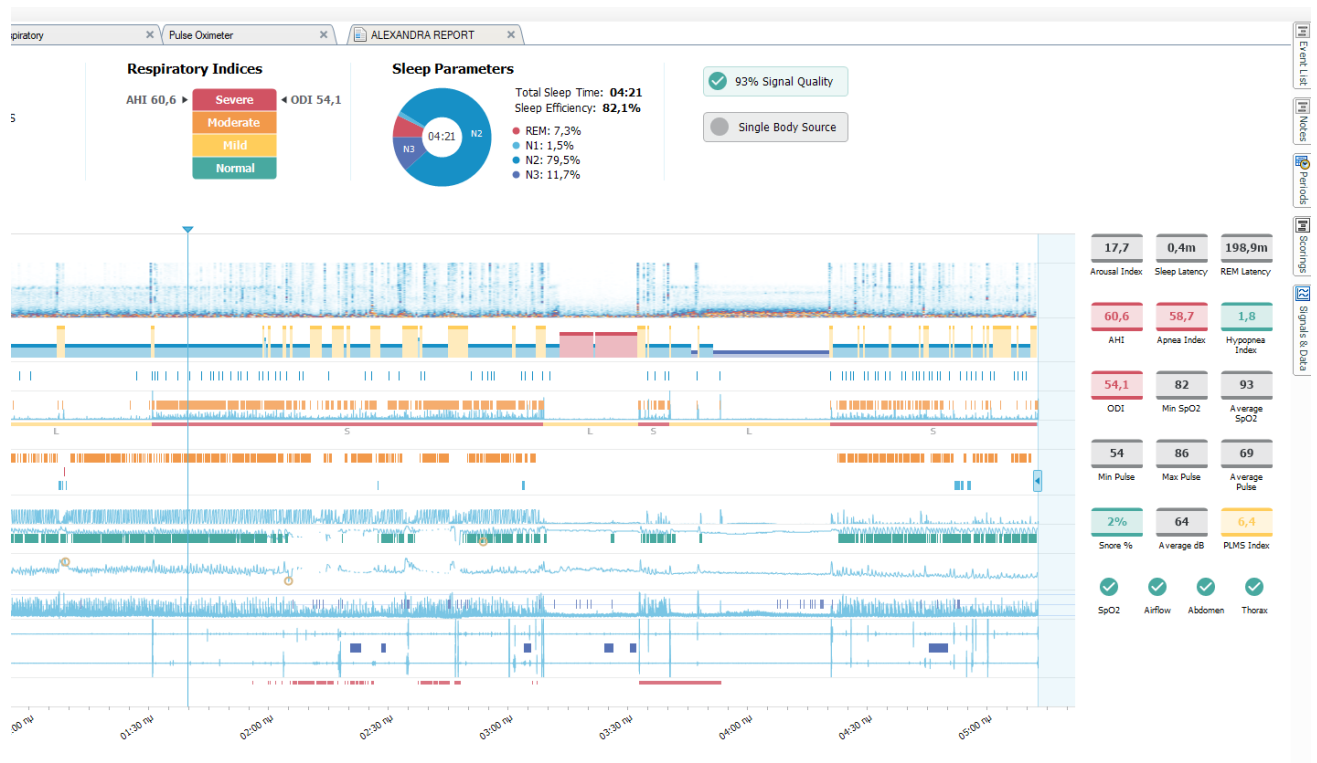 piratory
Pulse Oximeter
ALEXANDRA REPORT
Respiratory Indices
AHI 60,6
Severe
ODI 54,1
Moderate
Mild
Normal
Sleep Parameters
04:21
N2
N3
Total Sleep Time: 04:21
Sleep Efficiency: 82,1%
REM: 7,3%
N1: 1,5%
N2: 79,5%
N3: 11,7%
93% Signal Quality
Single Body Source
s
Event List
Notes
Periods
Scorings
Signals & Data
17,7 0,4m 198,9m
Arousal Index Sleep Latency REM Latency
60,6 58,7 1,8
AHI Apnea Index Hypopnea
Index
54,1 82 93
ODI Min SpO2 Average
SpO2
54 86 69
Min Pulse Max Pulse Average
Pulse
2% 64 6,4
Snore % Average dB PLMS Index
SpO2 Airflow Abdomen Thorax
L S L S L S
:00 πμ 01:30 πμ 02:00 πμ 02:30 πμ 03:00 πμ 03:30 πμ 04:00 πμ 04:30 πμ 05:00 πμ